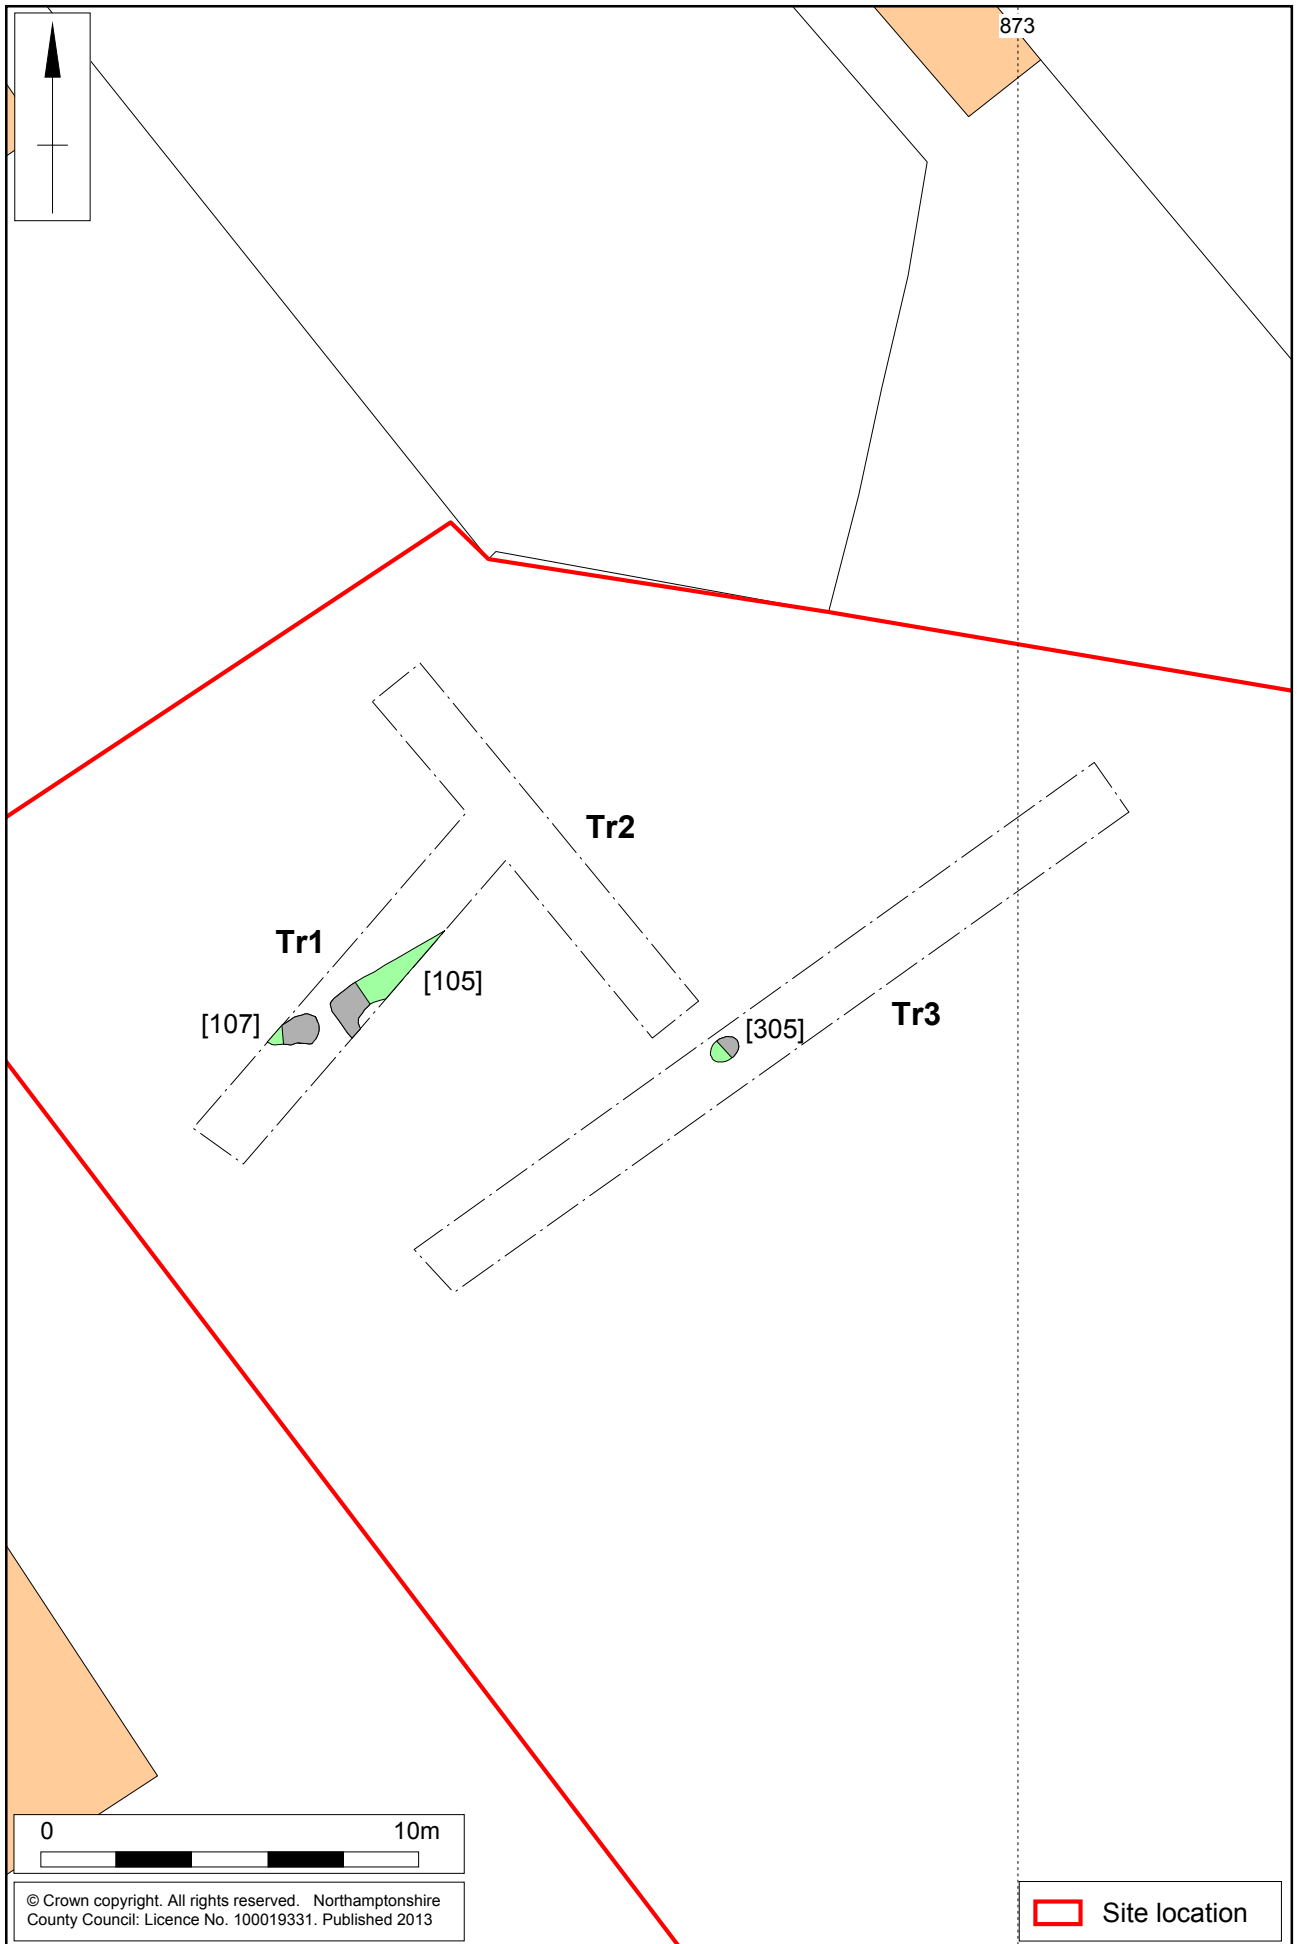 873
Tr2
Tr1
[105]
[107]
Tr3
[305]
0 10m
© Crown copyright. All rights reserved. Northamptonshire
County Council: Licence No. 100019331. Published 2013
Site location